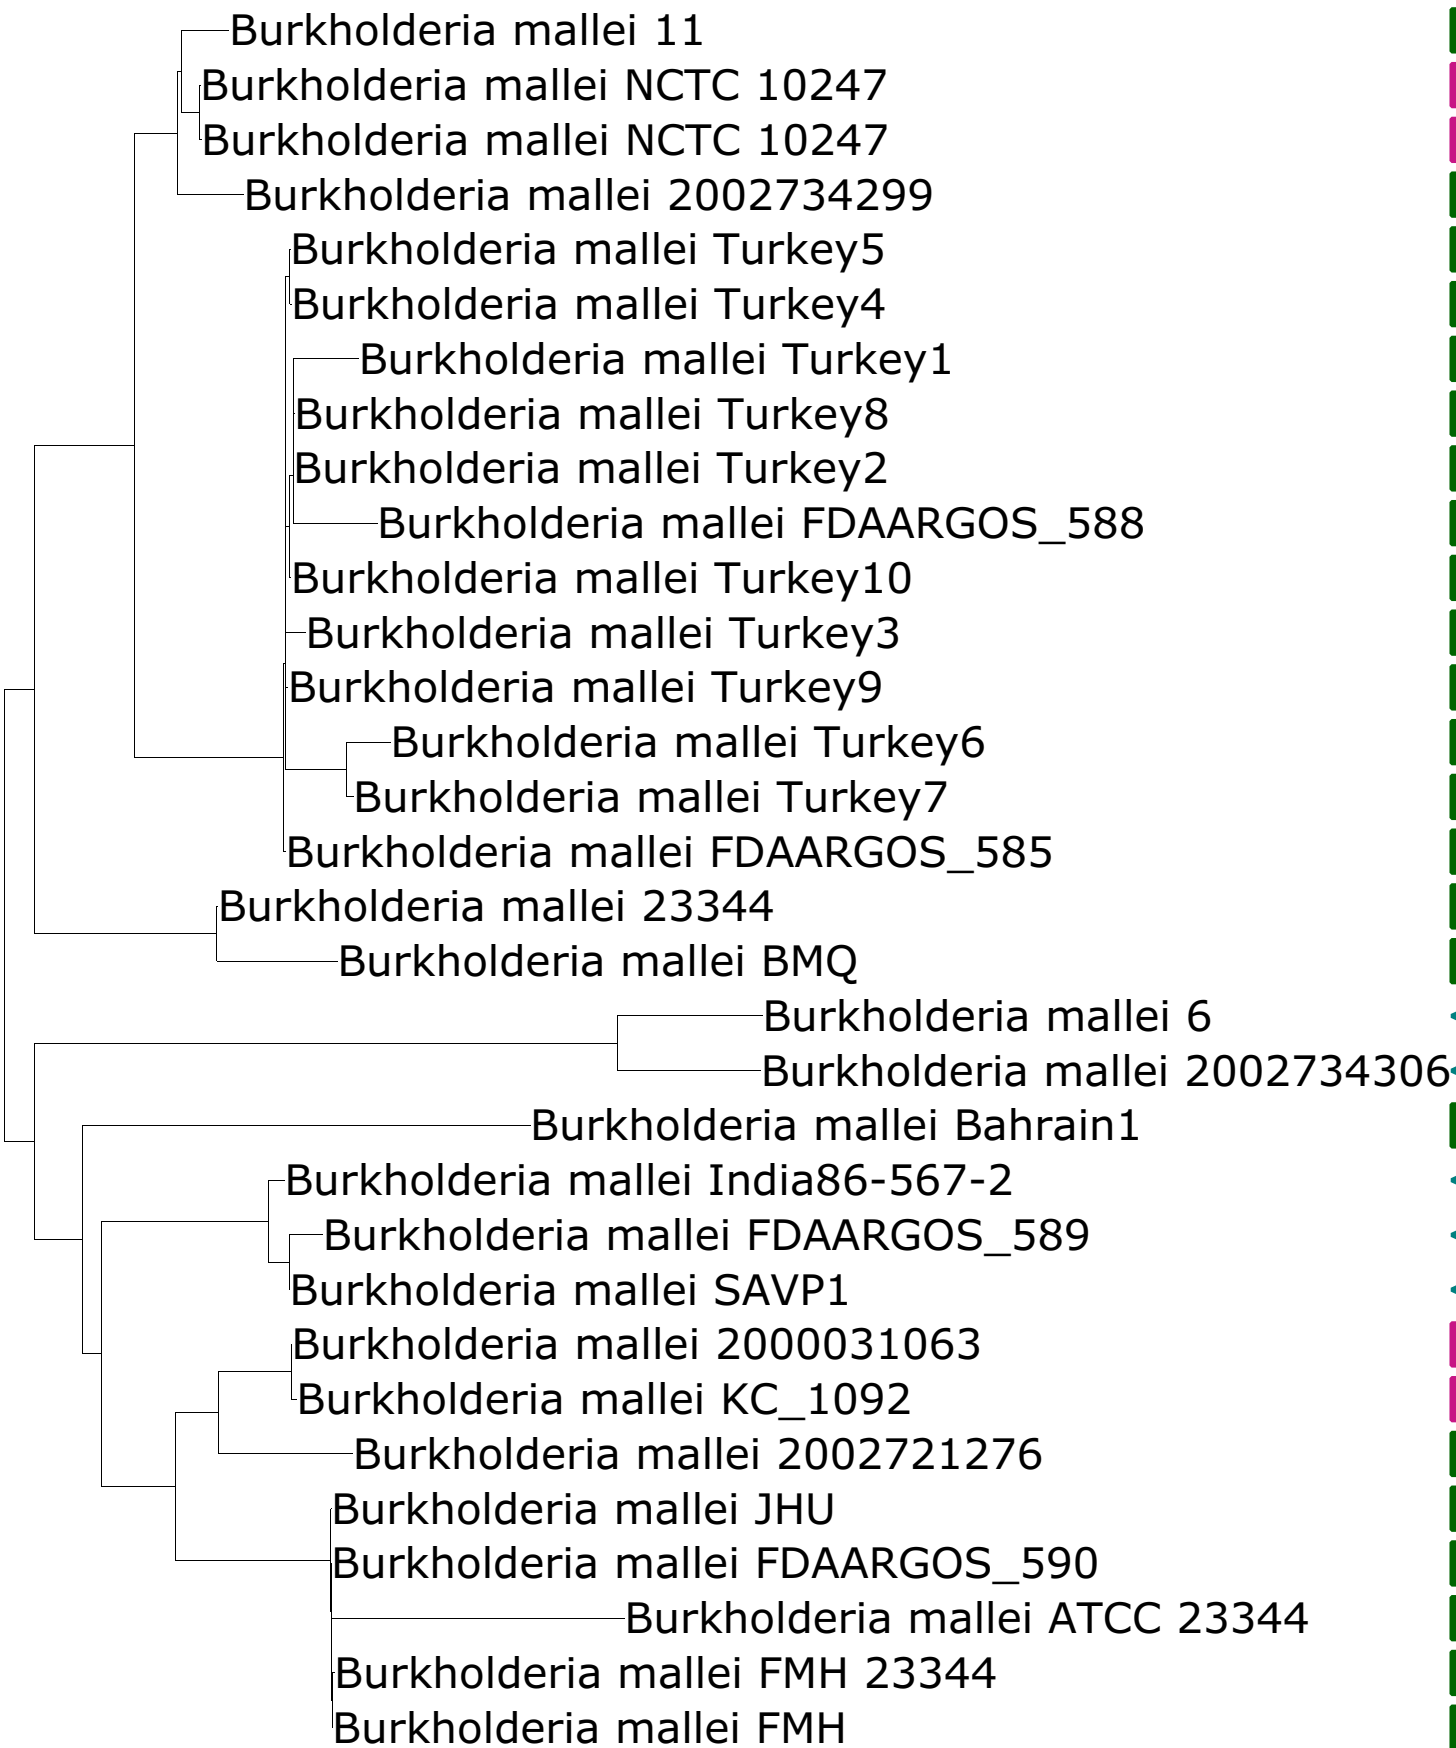 Burkholderia mallei 11
Burkholderia mallei NCTC 10247
Burkholderia mallei NCTC 10247
Burkholderia mallei 2002734299
Burkholderia mallei Turkey5
Burkholderia mallei Turkey4
Burkholderia mallei Turkey1
Burkholderia mallei Turkey8
Burkholderia mallei Turkey2
Burkholderia mallei FDAARGOS_588
Burkholderia mallei Turkey10
Burkholderia mallei Turkey3
Burkholderia mallei Turkey9
Burkholderia mallei Turkey6
Burkholderia mallei Turkey7
Burkholderia mallei FDAARGOS_585
Burkholderia mallei 23344
Burkholderia mallei BMQ
Burkholderia mallei 6
Burkholderia mallei 2002734306
Burkholderia mallei Bahrain1
Burkholderia mallei India86-567-2
Burkholderia mallei FDAARGOS_589
Burkholderia mallei SAVP1
Burkholderia mallei 2000031063
Burkholderia mallei KC_1092
Burkholderia mallei 2002721276
Burkholderia mallei JHU
Burkholderia mallei FDAARGOS_590
Burkholderia mallei ATCC 23344
Burkholderia mallei FMH 23344
Burkholderia mallei FMH